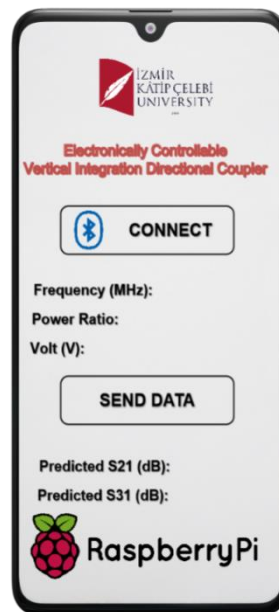 İZMİR
KÂTİP ÇELEBİ
UNIVERSITY
Electronically Controllable
Vertical Integration Directional Coupler
CONNECT
Frequency (MHz):
Power Ratio:
Volt (V):
SEND DATA
Predicted S21 (dB):
Predicted S31 (dB):
RaspberryPi